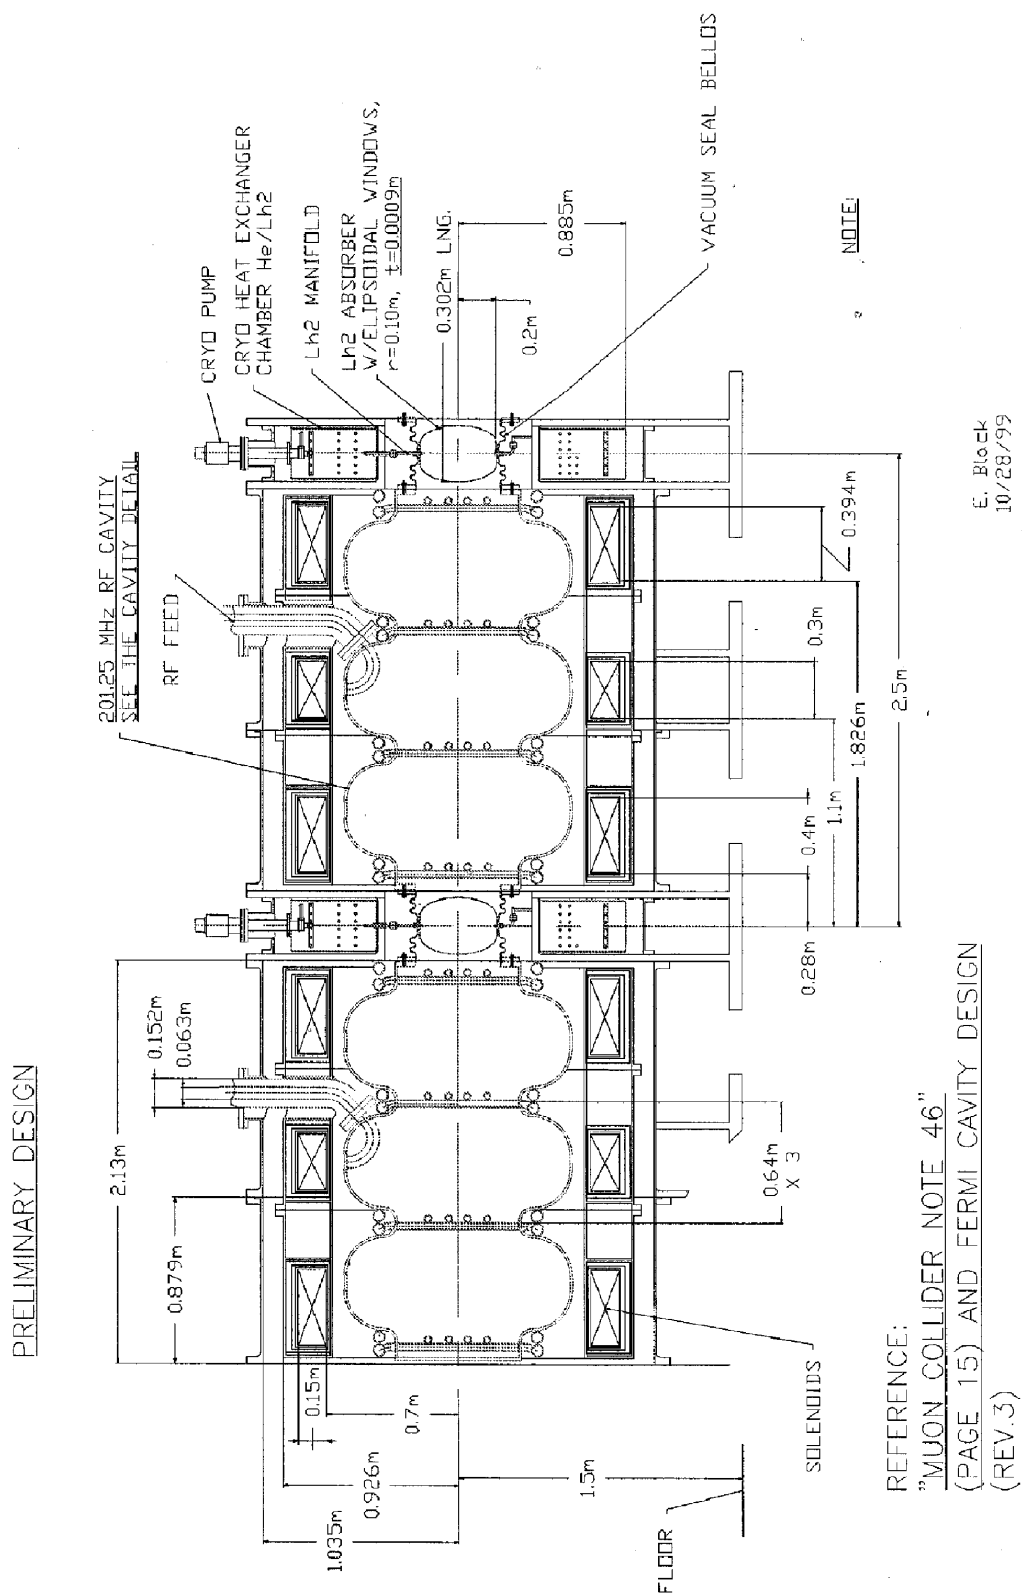 PRELIMINARY DESIGN
201.25 MHz RF CAVITY
SEE THE CAVITY DETAIL
RF FEED
CRYO PUMP
CRYO HEAT EXCHANGER
CHAMBER He/Lh2
Lh2 MANIFOLD
Lh2 ABSORBER
W/ELIPSOIDAL WINDOWS,
r=0.10m, t=0.0009m
0.302m LNG.
0.885m
0.2m
VACUUM SEAL BELLOS
2.13m
0.152m
0.063m
0.879m
0.15m
0.7m
0.926m
1.035m
1.5m
FLOOR
SOLENOIDS
0.64m
X 3
0.28m
0.4m
1.1m
0.3m
1.826m
0.394m
2.5m
NOTE:
REFERENCE:
"MUON COLLIDER NOTE 46"
(PAGE 15) AND FERMI CAVITY DESIGN
(REV.3)
E. Black
10/28/99